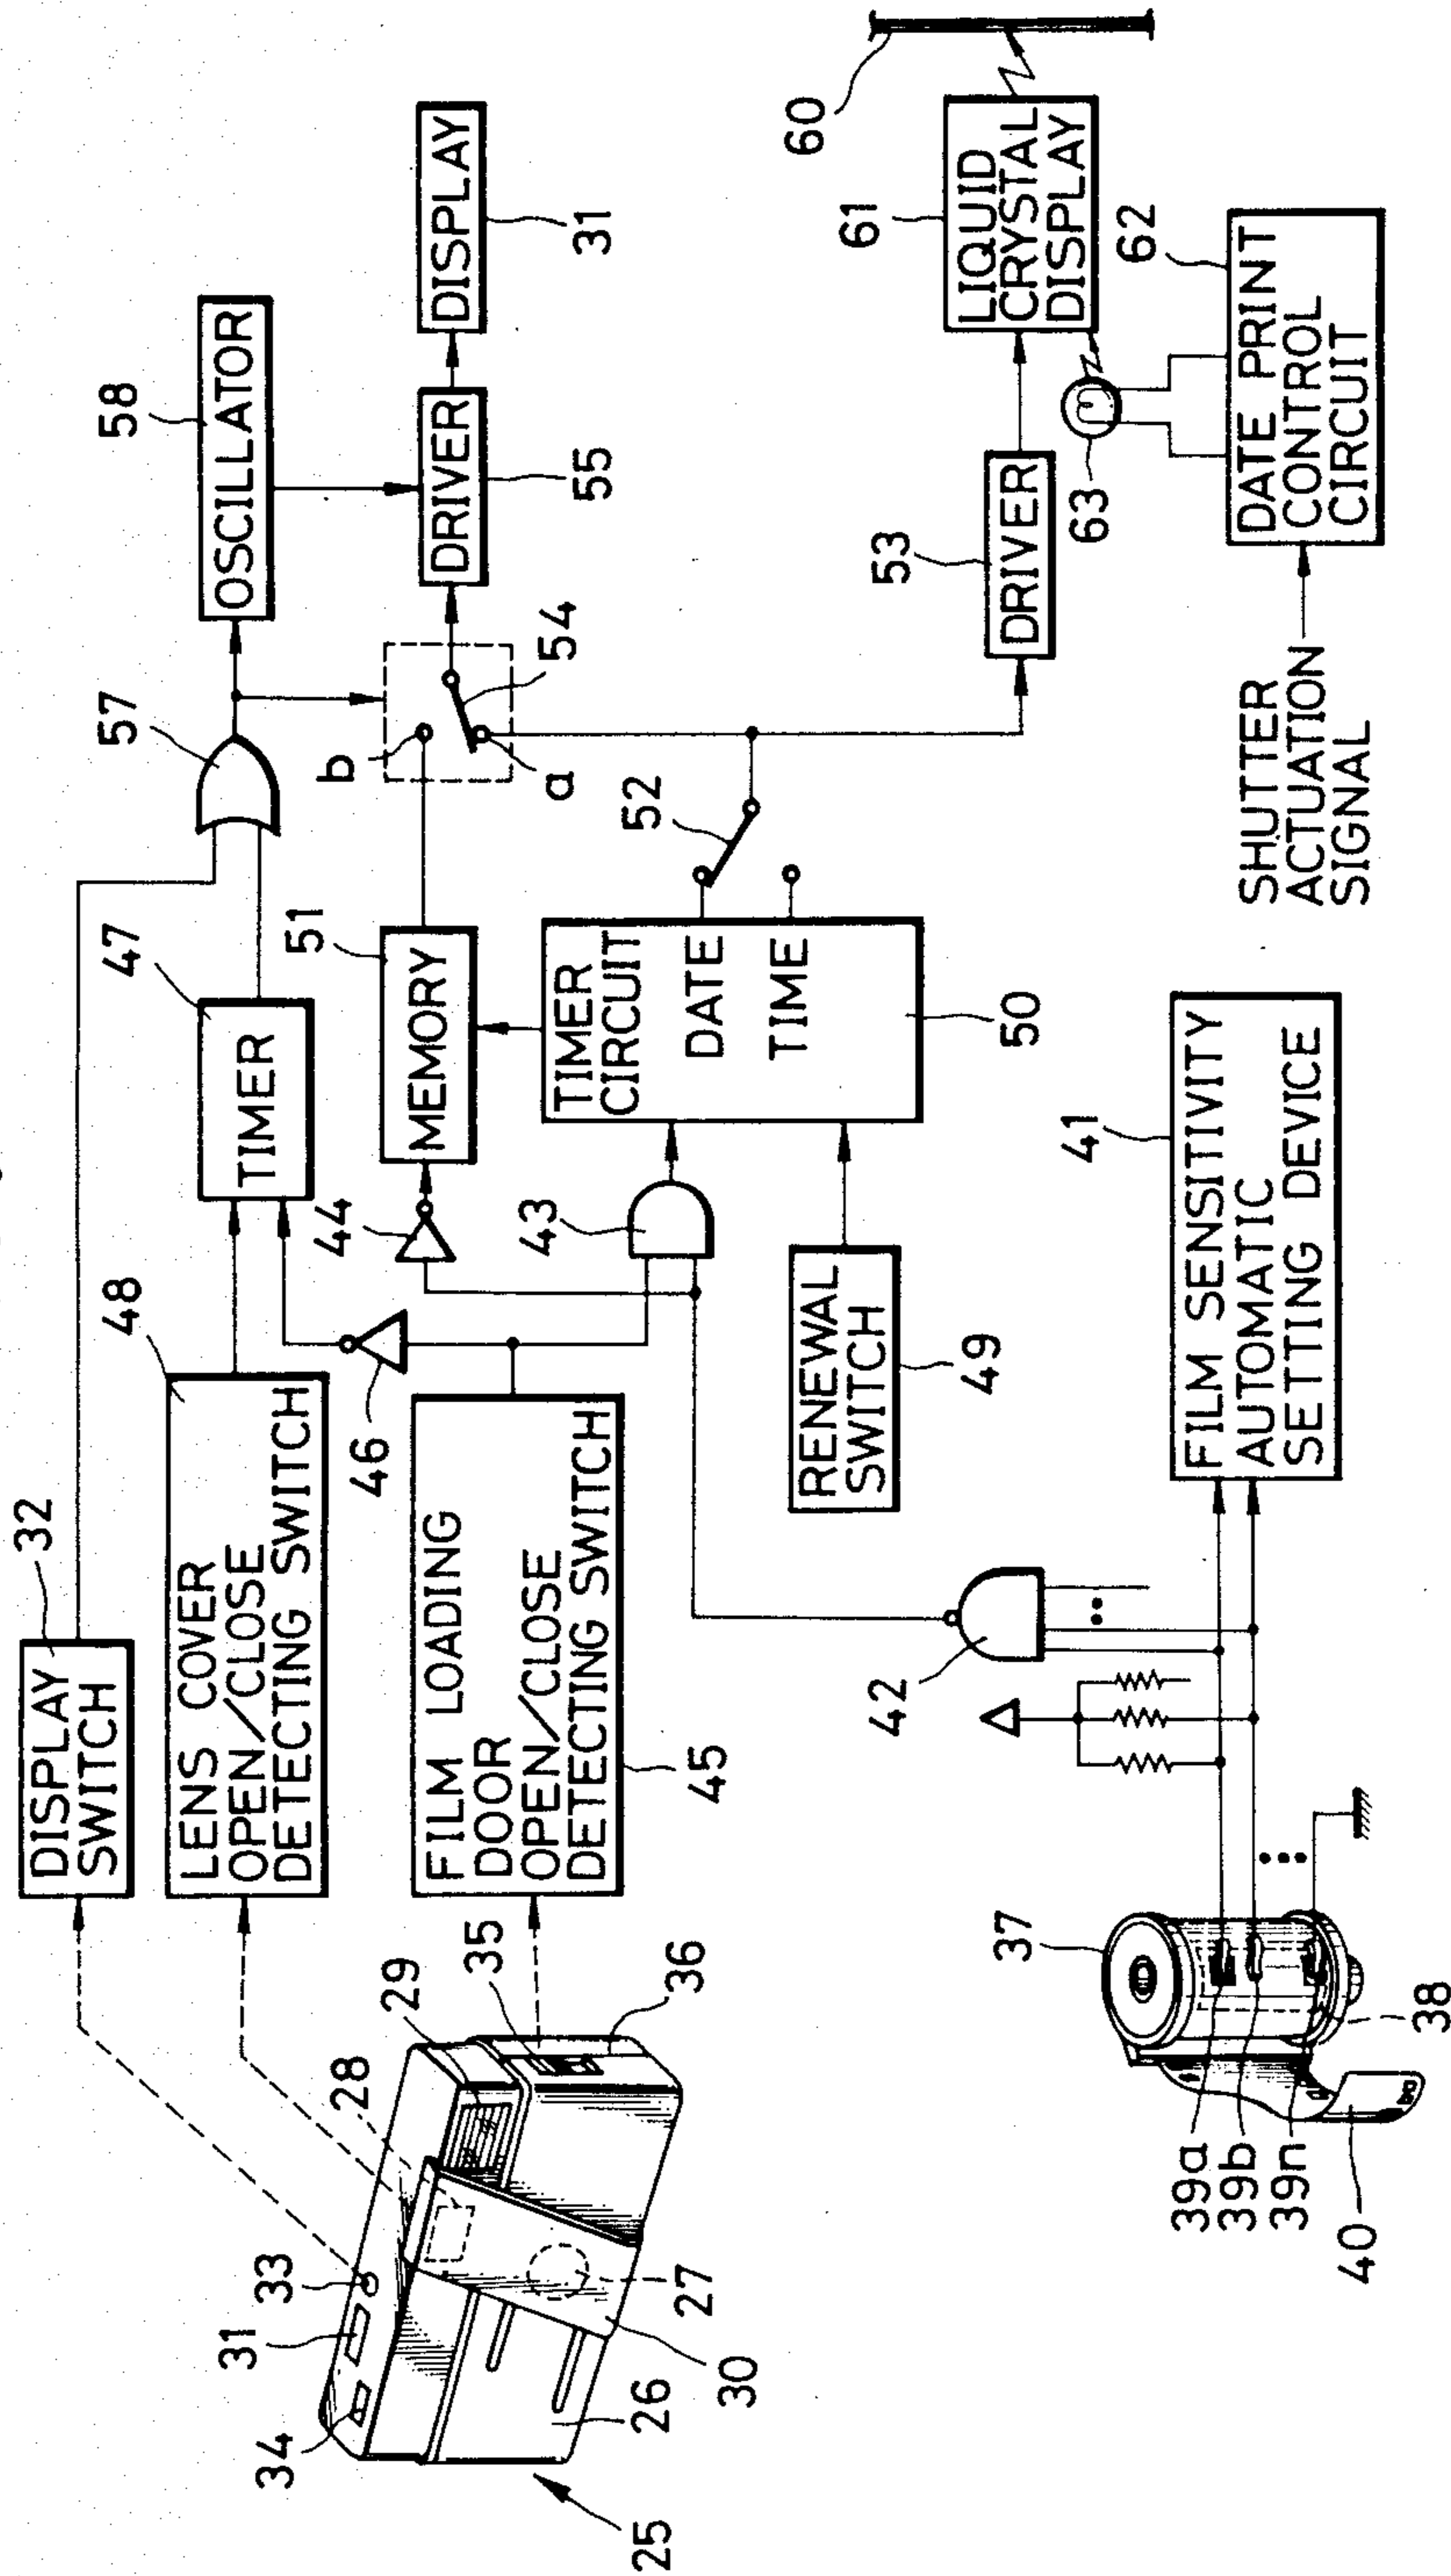 32
DISPLAY
SWITCH
48
LENS COVER
OPEN/CLOSE
DETECTING SWITCH
47
TIMER
57
58
OSCILLATOR
46
FILM LOADING
DOOR
OPEN/CLOSE
DETECTING SWITCH
45
44
51
MEMORY
b
a
54
DRIVER
55
DISPLAY
31
43
TIMER
CIRCUIT
DATE
TIME
50
52
RENEWAL
SWITCH
49
53
DRIVER
61
LIQUID
CRYSTAL
DISPLAY
60
63
62
DATE PRINT
CONTROL
CIRCUIT
SHUTTER
ACTUATION
SIGNAL
42
41
FILM SENSITIVITY
AUTOMATIC
SETTING DEVICE
25
34
31
33
28
29
35
36
26
30
27
37
39a
39b
39n
40
38